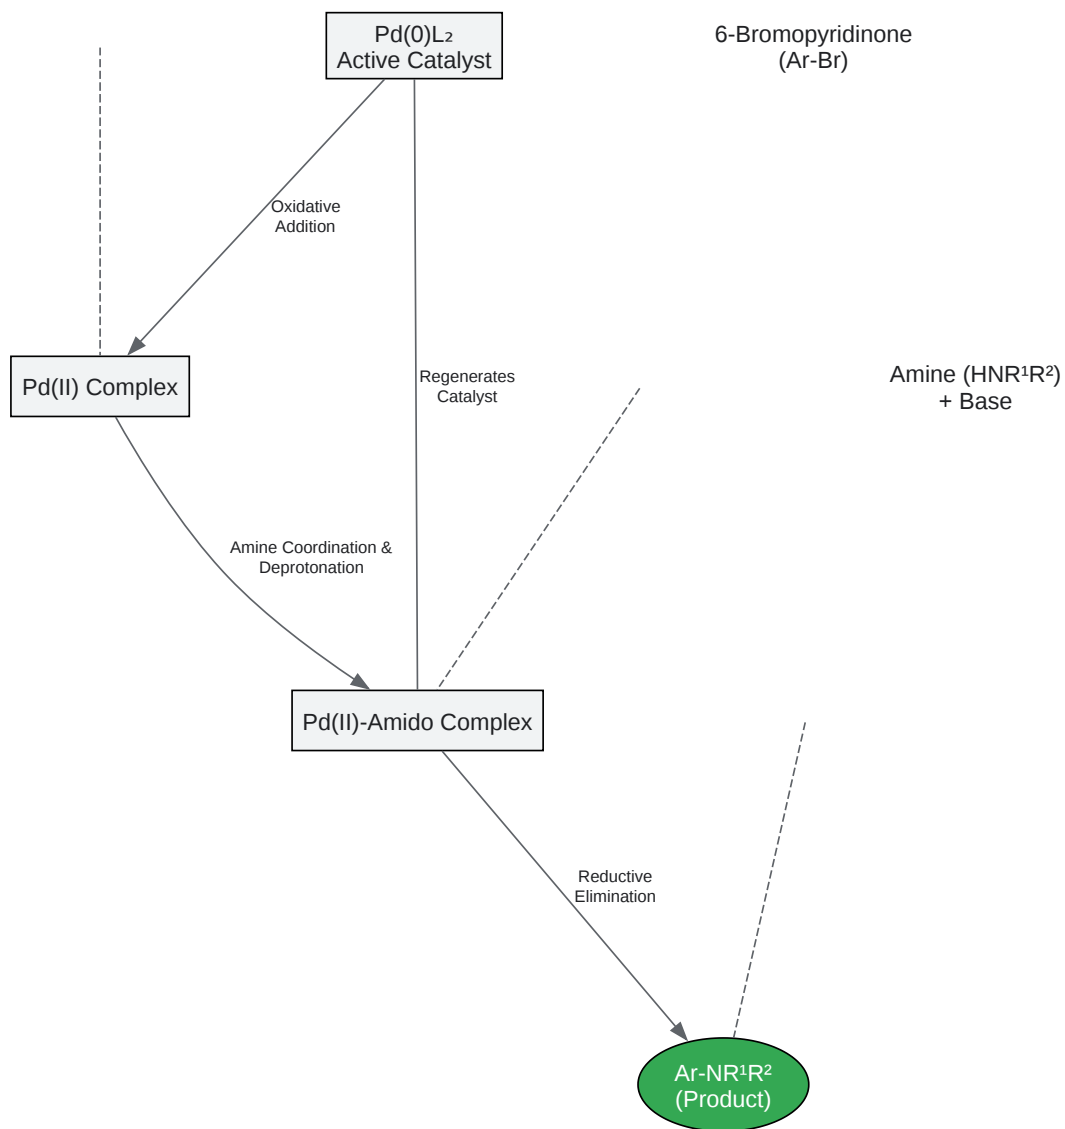 Pd(0)L₂
Active Catalyst
6-Bromopyridinone
(Ar-Br)
Oxidative
Addition
Pd(II) Complex
Regenerates
Catalyst
Amine (HNR¹R²)
+ Base
Amine Coordination &
Deprotonation
Pd(II)-Amido Complex
Reductive
Elimination
Ar-NR¹R²
(Product)